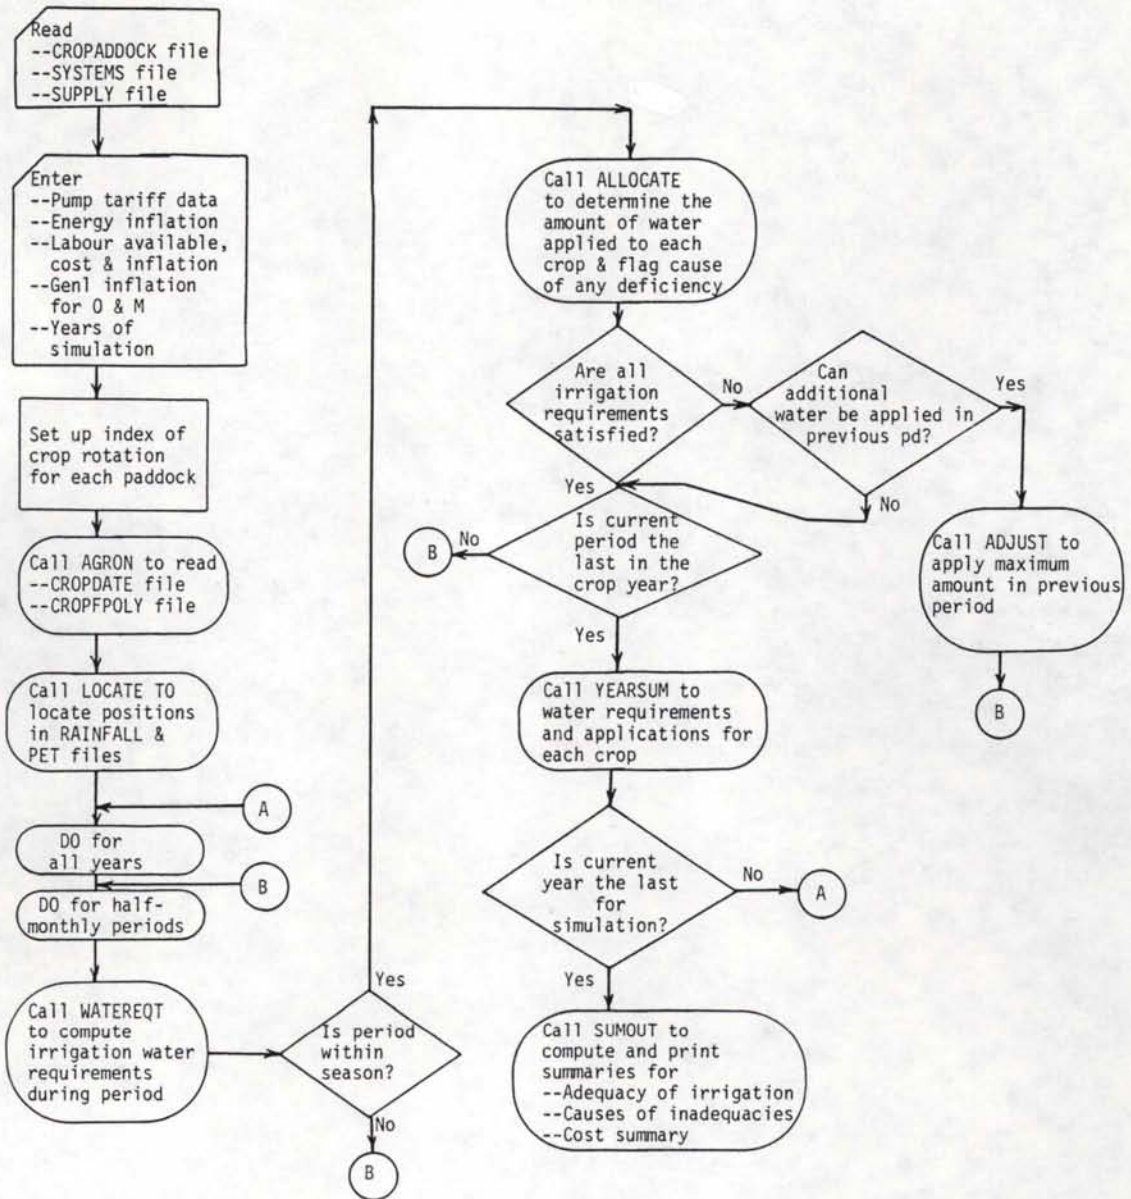 Read
--CROPADDOCK file
--SYSTEMS file
--SUPPLY file
Enter
--Pump tariff data
--Energy inflation
--Labour available,
cost & inflation
--Genl inflation
for O & M
--Years of
simulation
Set up index of
crop rotation
for each paddock
Call AGRON to read
--CROPDATE file
--CROPFPOLY file
Call LOCATE TO
locate positions
in RAINFALL &
PET files
A
DO for
all years
B
DO for half-
monthly periods
Call WATEREQT
to compute
irrigation water
requirements
during period
Is period
within
season?
Yes
No
B
Call ALLOCATE
to determine the
amount of water
applied to each
crop & flag cause
of any deficiency
Are all
irrigation
requirements
satisfied?
No
Yes
Can
additional
water be applied in
previous pd?
Yes
No
Call ADJUST to
apply maximum
amount in previous
period
B
Is current
period the
last in the
crop year?
No
B
Yes
Call YEARSUM to
water requirements
and applications for
each crop
Is current
year the last
for
simulation?
No
A
Yes
Call SUMOUT to
compute and print
summaries for
--Adequacy of irrigation
--Causes of inadequacies
--Cost summary